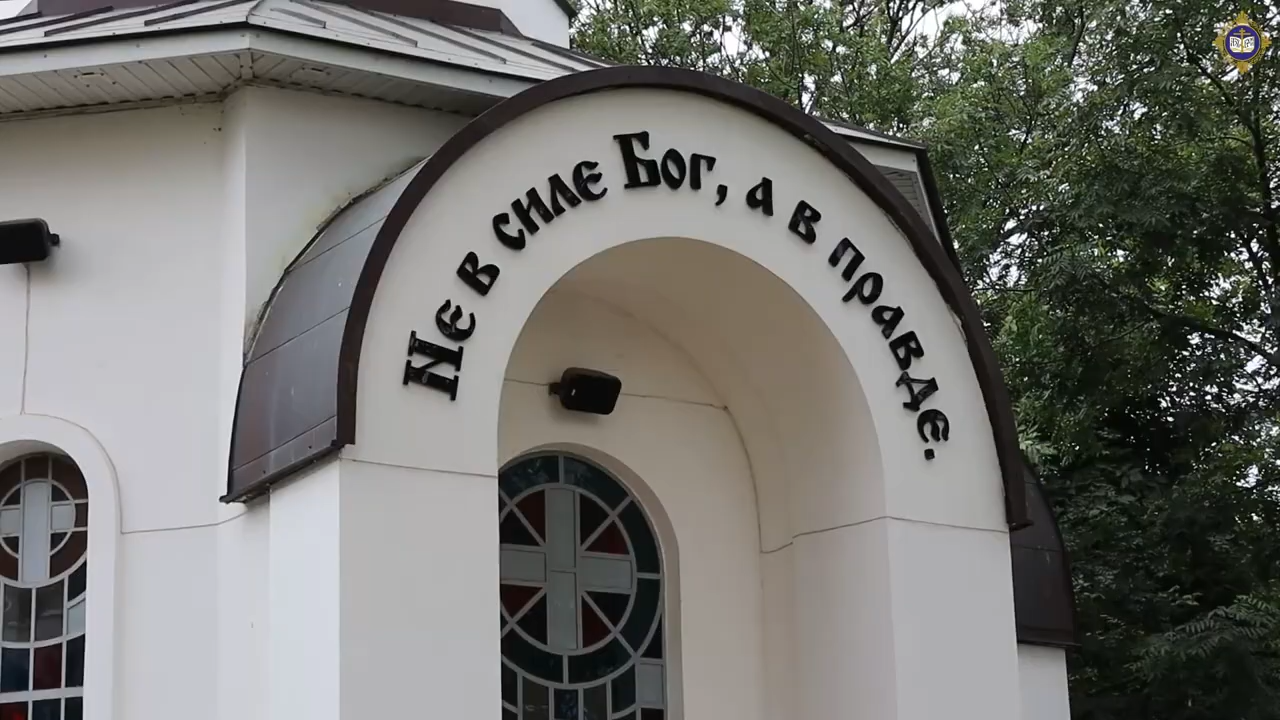 Не в силе Бог, а в правде.